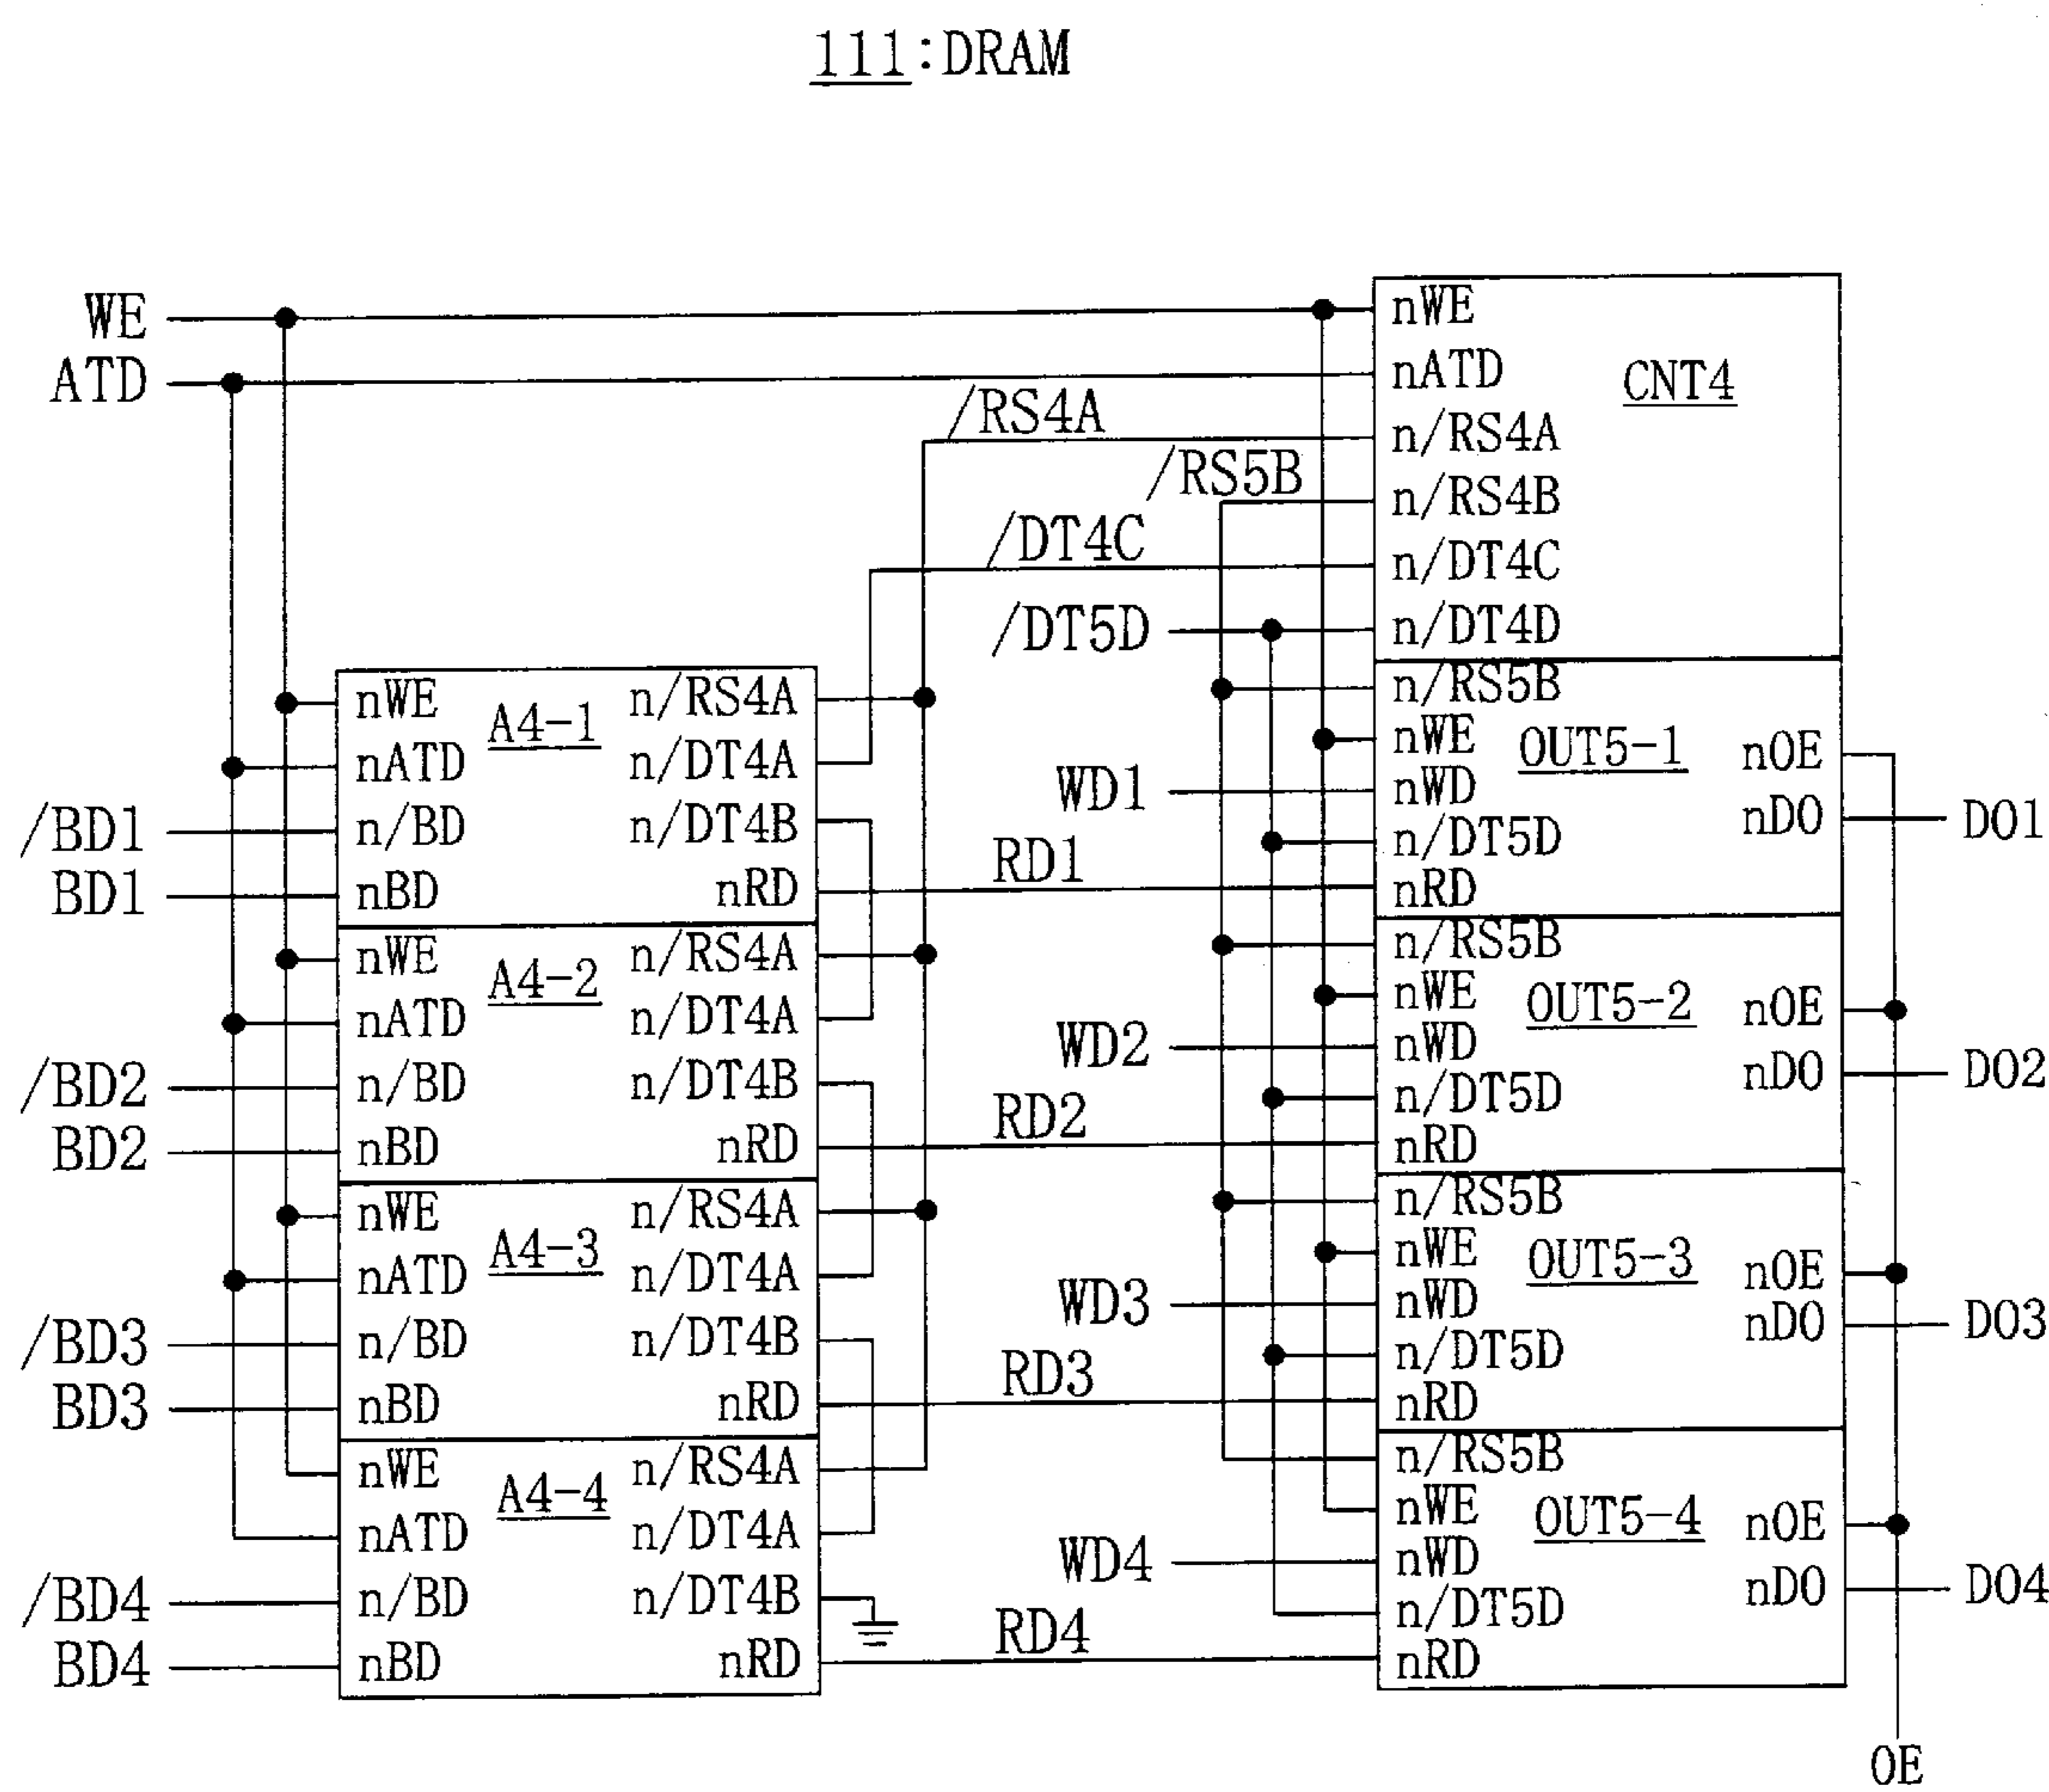 111:DRAM
WE
ATD
/RS4A
/RS5B
/DT4C
/DT5D
nWE
nATD
CNT4
n/RS4A
n/RS4B
n/DT4C
n/DT4D
nWE
A4-1
n/RS4A
nATD
n/DT4A
/BD1
n/BD
n/DT4B
BD1
nBD
nRD
RD1
nWE
A4-2
n/RS4A
nATD
n/DT4A
/BD2
n/BD
n/DT4B
BD2
nBD
nRD
RD2
nWE
A4-3
n/RS4A
nATD
n/DT4A
/BD3
n/BD
n/DT4B
BD3
nBD
nRD
RD3
nWE
A4-4
n/RS4A
nATD
n/DT4A
/BD4
n/BD
n/DT4B
BD4
nBD
nRD
RD4
n/RS5B
nWE
OUT5-1
nOE
WD1
nWD
nDO
DO1
n/DT5D
nRD
n/RS5B
nWE
OUT5-2
nOE
WD2
nWD
nDO
DO2
n/DT5D
nRD
n/RS5B
nWE
OUT5-3
nOE
WD3
nWD
nDO
DO3
n/DT5D
nRD
n/RS5B
nWE
OUT5-4
nOE
WD4
nWD
nDO
DO4
n/DT5D
nRD
OE